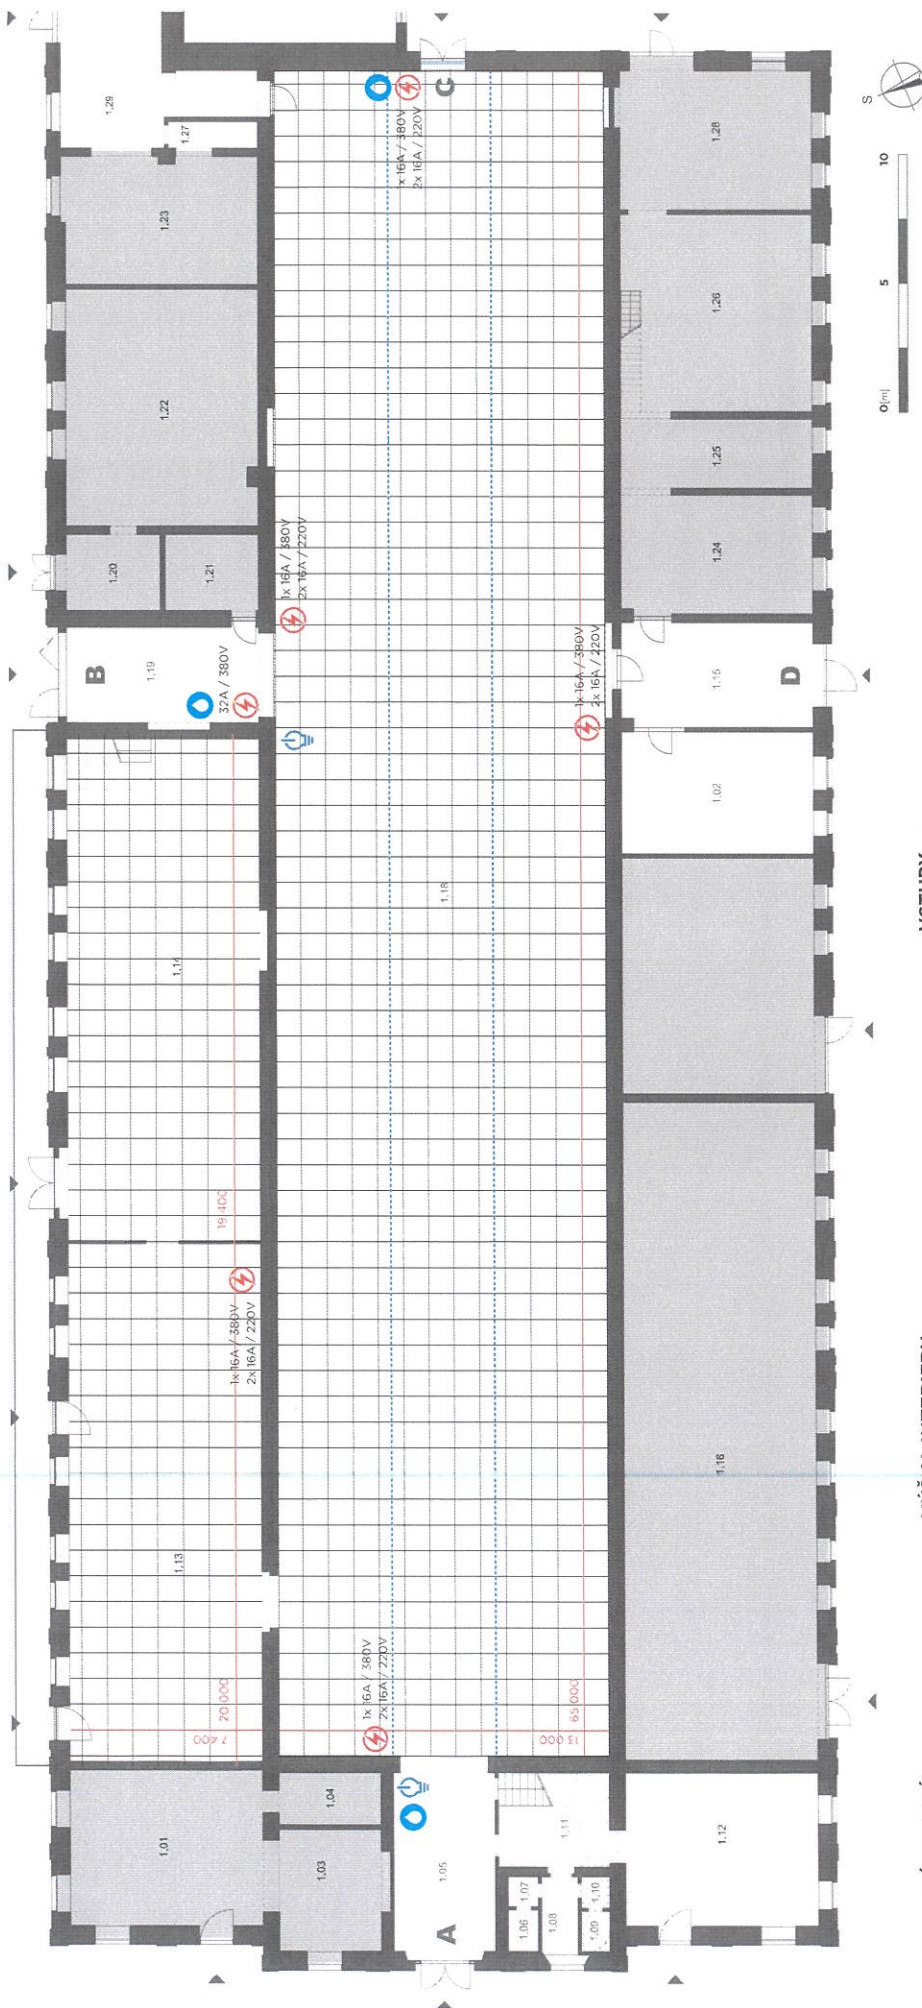 1.29
1.27
1.23
1.22
1.20
1.21
B
1.19
32A / 380V
1.14
19 400
1x 16A / 380V
2x 16A / 220V
1.13
20 000
7 400
1.01
1.04
1.03
C
x 16A / 380V
2x 16A / 220V
1x 16A / 380V
2x 16A / 220V
1x 16A / 380V
2x 16A / 220V
1.18
1x 16A / 380V
2x 16A / 220V
65 000
13 000
1.05
A
1.11
1.07
1.06
1.08
1.10
1.09
1.12
1.28
1.26
1.25
1.24
1.15
D
1.02
1.16
S
0 [m]
5
10
VSTUPY